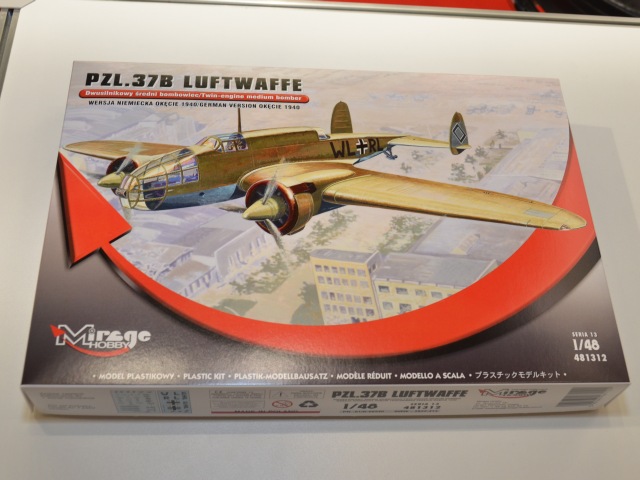 PZL.37B LUFTWAFFE
Dwusilnikowy średni bombowiec/Twin-engine medium bomber
WERSJA NIEMIECKA OKĘCIE 1940/GERMAN VERSION OKĘCIE 1940
WL RL
Mirage
HOBBY
SERIA 13
1/48
481312
• MODEL PLASTIKOWY • PLASTIC KIT • PLASTIK-MODELLBAUSATZ • MODÈLE RÉDUIT • MODELLO A SCALA • プラスチックモデルキット •
PZL.37B LUFTWAFFE
1/48
481312